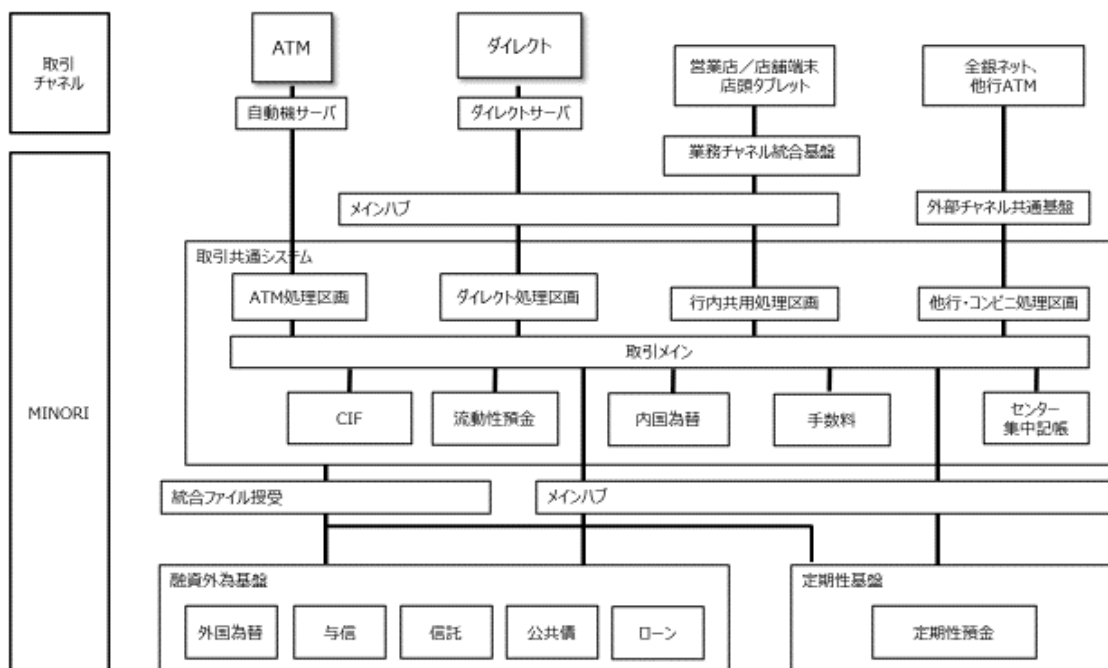 取引
チャネル
ATM
ダイレクト
営業店／店舗端末
店頭タブレット
全銀ネット、
他行ATM
自動機サーバ
ダイレクトサーバ
業務チャネル統合基盤
メインハブ
外部チャネル共通基盤
MINORI
取引共通システム
ATM処理区画
ダイレクト処理区画
行内共用処理区画
他行・コンビニ処理区画
取引メイン
CIF
流動性預金
内国為替
手数料
センター
集中記帳
統合ファイル授受
メインハブ
融資外為基盤
定期性基盤
外国為替
与信
信託
公共債
ローン
定期性預金